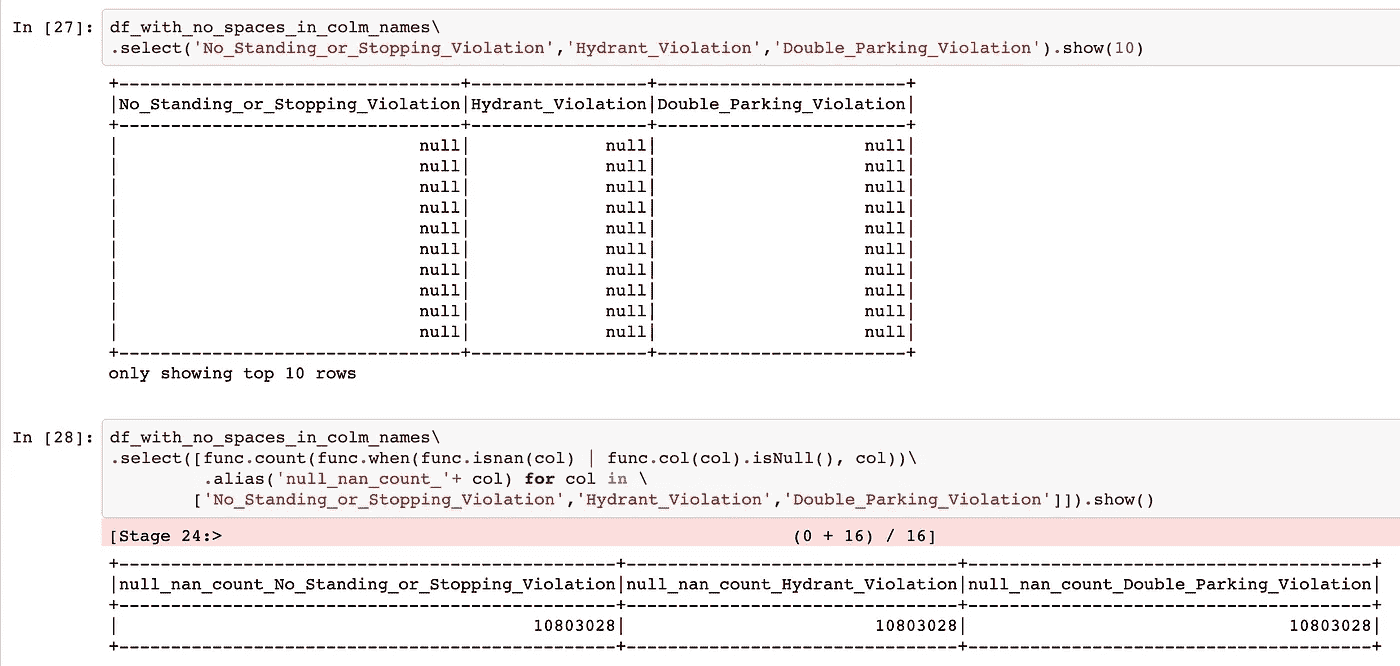 In [27]: df_with_no_spaces_in_colm_names\
.select('No_Standing_or_Stopping_Violation','Hydrant_Violation','Double_Parking_Violation').show(10)
+---------------------------------+-----------------+------------------------+
|No_Standing_or_Stopping_Violation|Hydrant_Violation|Double_Parking_Violation|
+---------------------------------+-----------------+------------------------+
|                             null|             null|                    null|
|                             null|             null|                    null|
|                             null|             null|                    null|
|                             null|             null|                    null|
|                             null|             null|                    null|
|                             null|             null|                    null|
|                             null|             null|                    null|
|                             null|             null|                    null|
|                             null|             null|                    null|
|                             null|             null|                    null|
+---------------------------------+-----------------+------------------------+
only showing top 10 rows
In [28]: df_with_no_spaces_in_colm_names\
.select([func.count(func.when(func.isnan(col) | func.col(col).isNull(), col))\
         .alias('null_nan_count_'+ col) for col in \
        ['No_Standing_or_Stopping_Violation','Hydrant_Violation','Double_Parking_Violation']]).show()
[Stage 24:>                                                       (0 + 16) / 16]
+------------------------------------------------+--------------------------------+---------------------------------------+
|null_nan_count_No_Standing_or_Stopping_Violation|null_nan_count_Hydrant_Violation|null_nan_count_Double_Parking_Violation|
+------------------------------------------------+--------------------------------+---------------------------------------+
|                                        10803028|                        10803028|                               10803028|
+------------------------------------------------+--------------------------------+---------------------------------------+